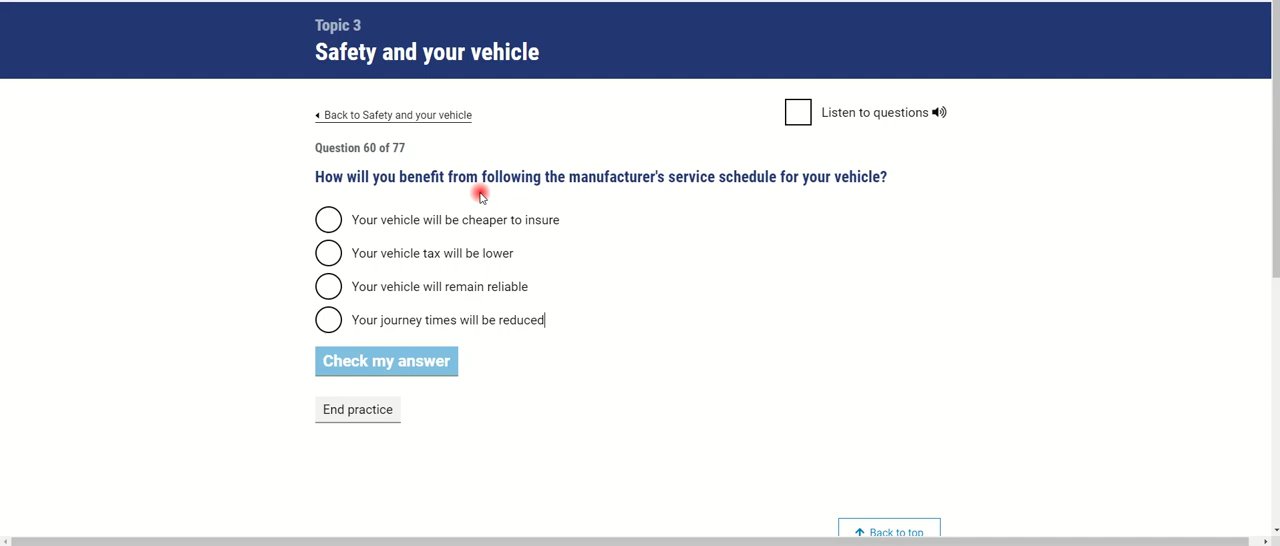 Topic 3
Safety and your vehicle
Back to Safety and your vehicle
Listen to questions
Question 60 of 77
How will you benefit from following the manufacturer's service schedule for your vehicle?
Your vehicle will be cheaper to insure
Your vehicle tax will be lower
Your vehicle will remain reliable
Your journey times will be reduced
Check my answer
End practice
Back to top